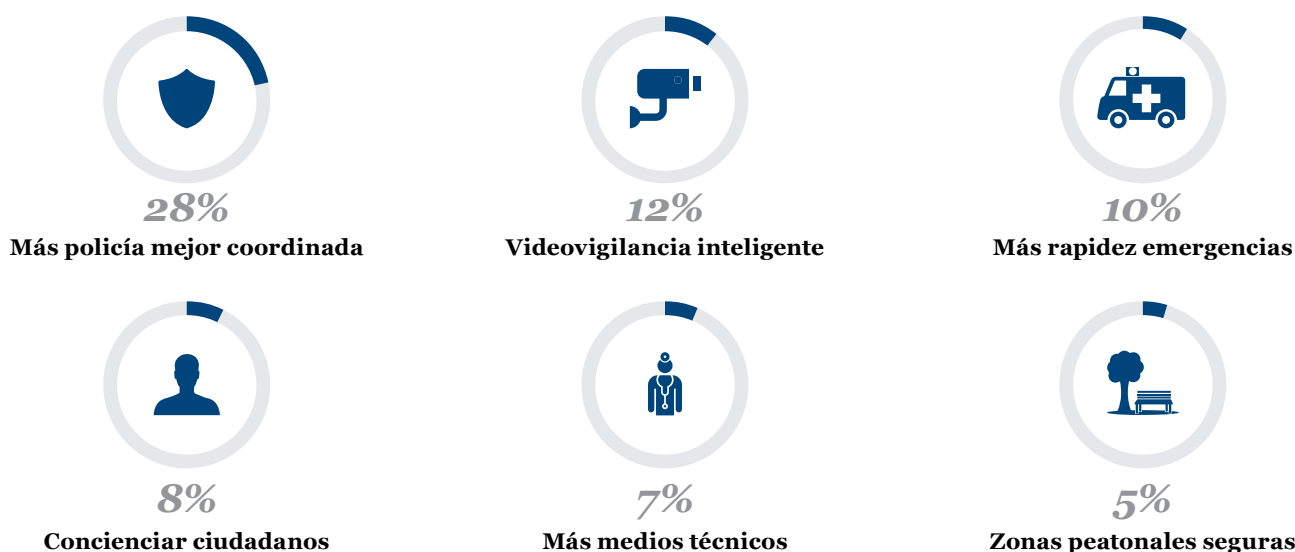 28%
Más policía mejor coordinada
12%
Videovigilancia inteligente
10%
Más rapidez emergencias
8%
Concienciar ciudadanos
7%
Más medios técnicos
5%
Zonas peatonales seguras